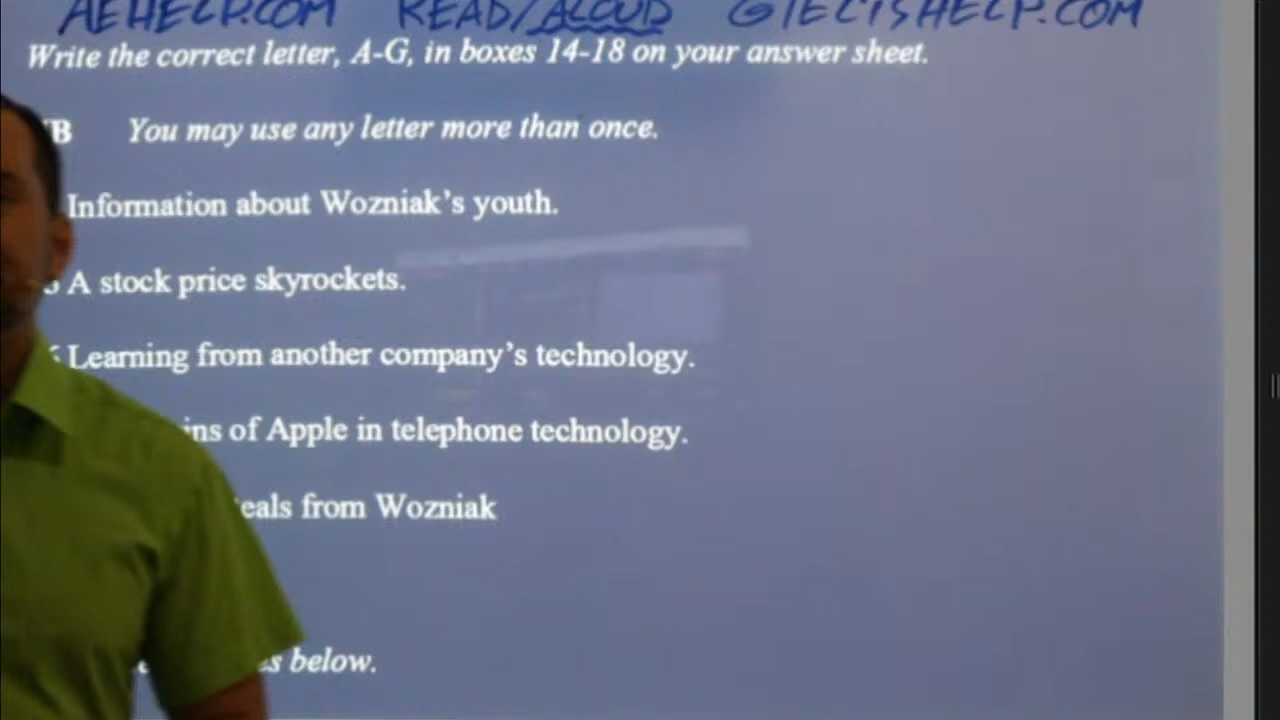 AEHELP.COM READ/ALOUD GIELTSHELP.COM
Write the correct letter, A-G, in boxes 14-18 on your answer sheet.
You may use any letter more than once.
Information about Wozniak's youth.
A stock price skyrockets.
Learning from another company's technology.
of Apple in telephone technology.
from Wozniak
below.